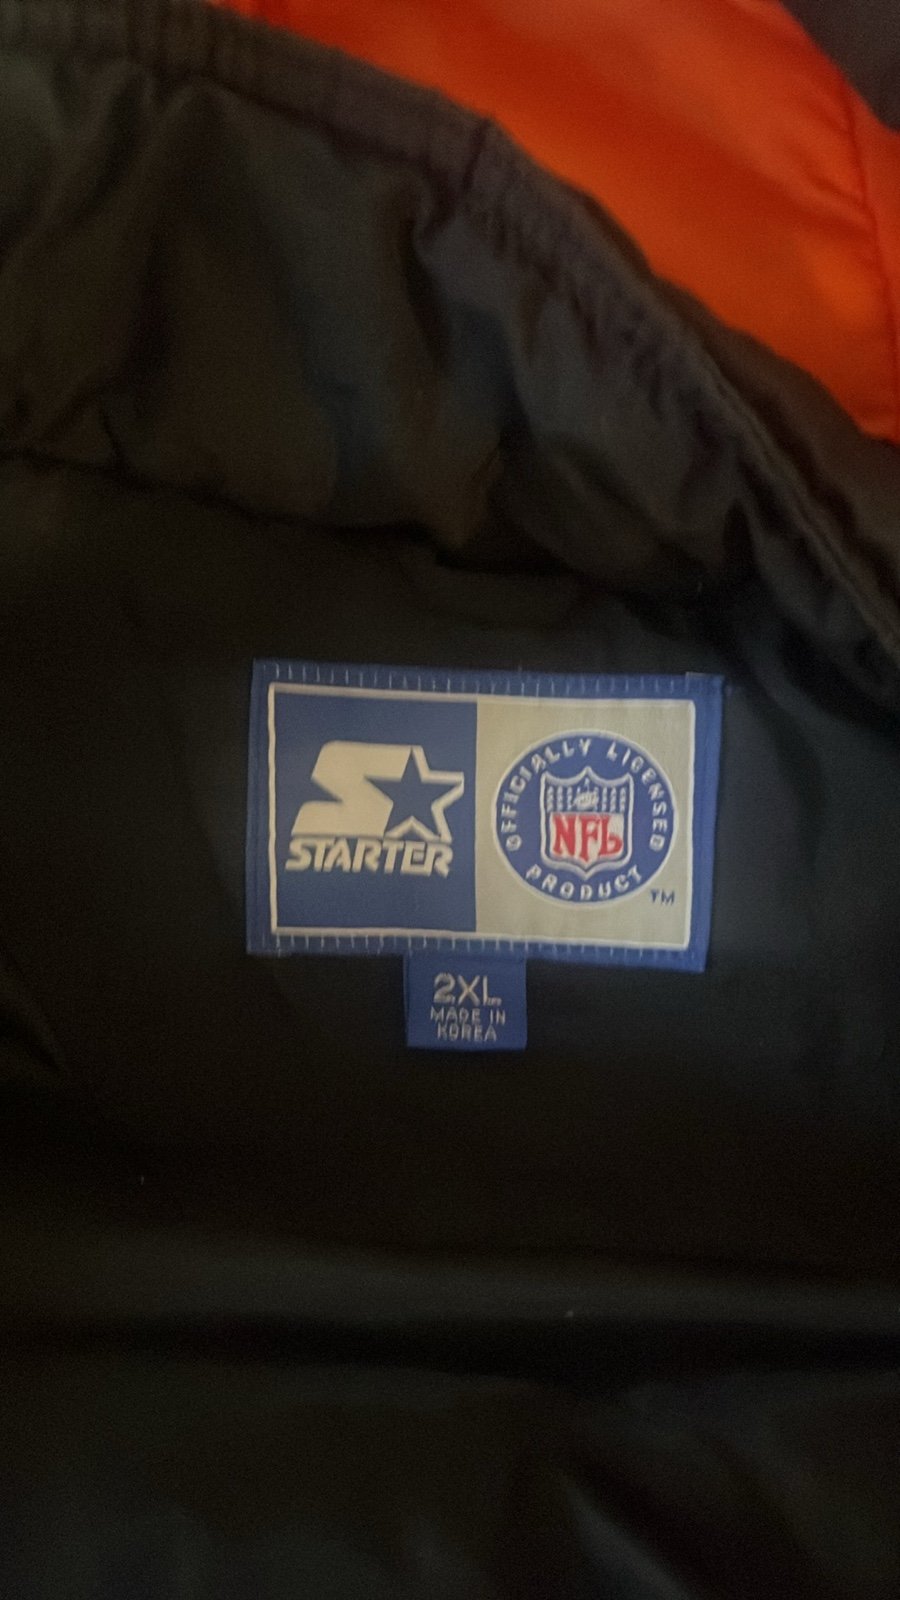 STARTER
OFFICIALLY LICENSED
NFL
PRODUCT
TM
2XL
MADE IN
KOREA